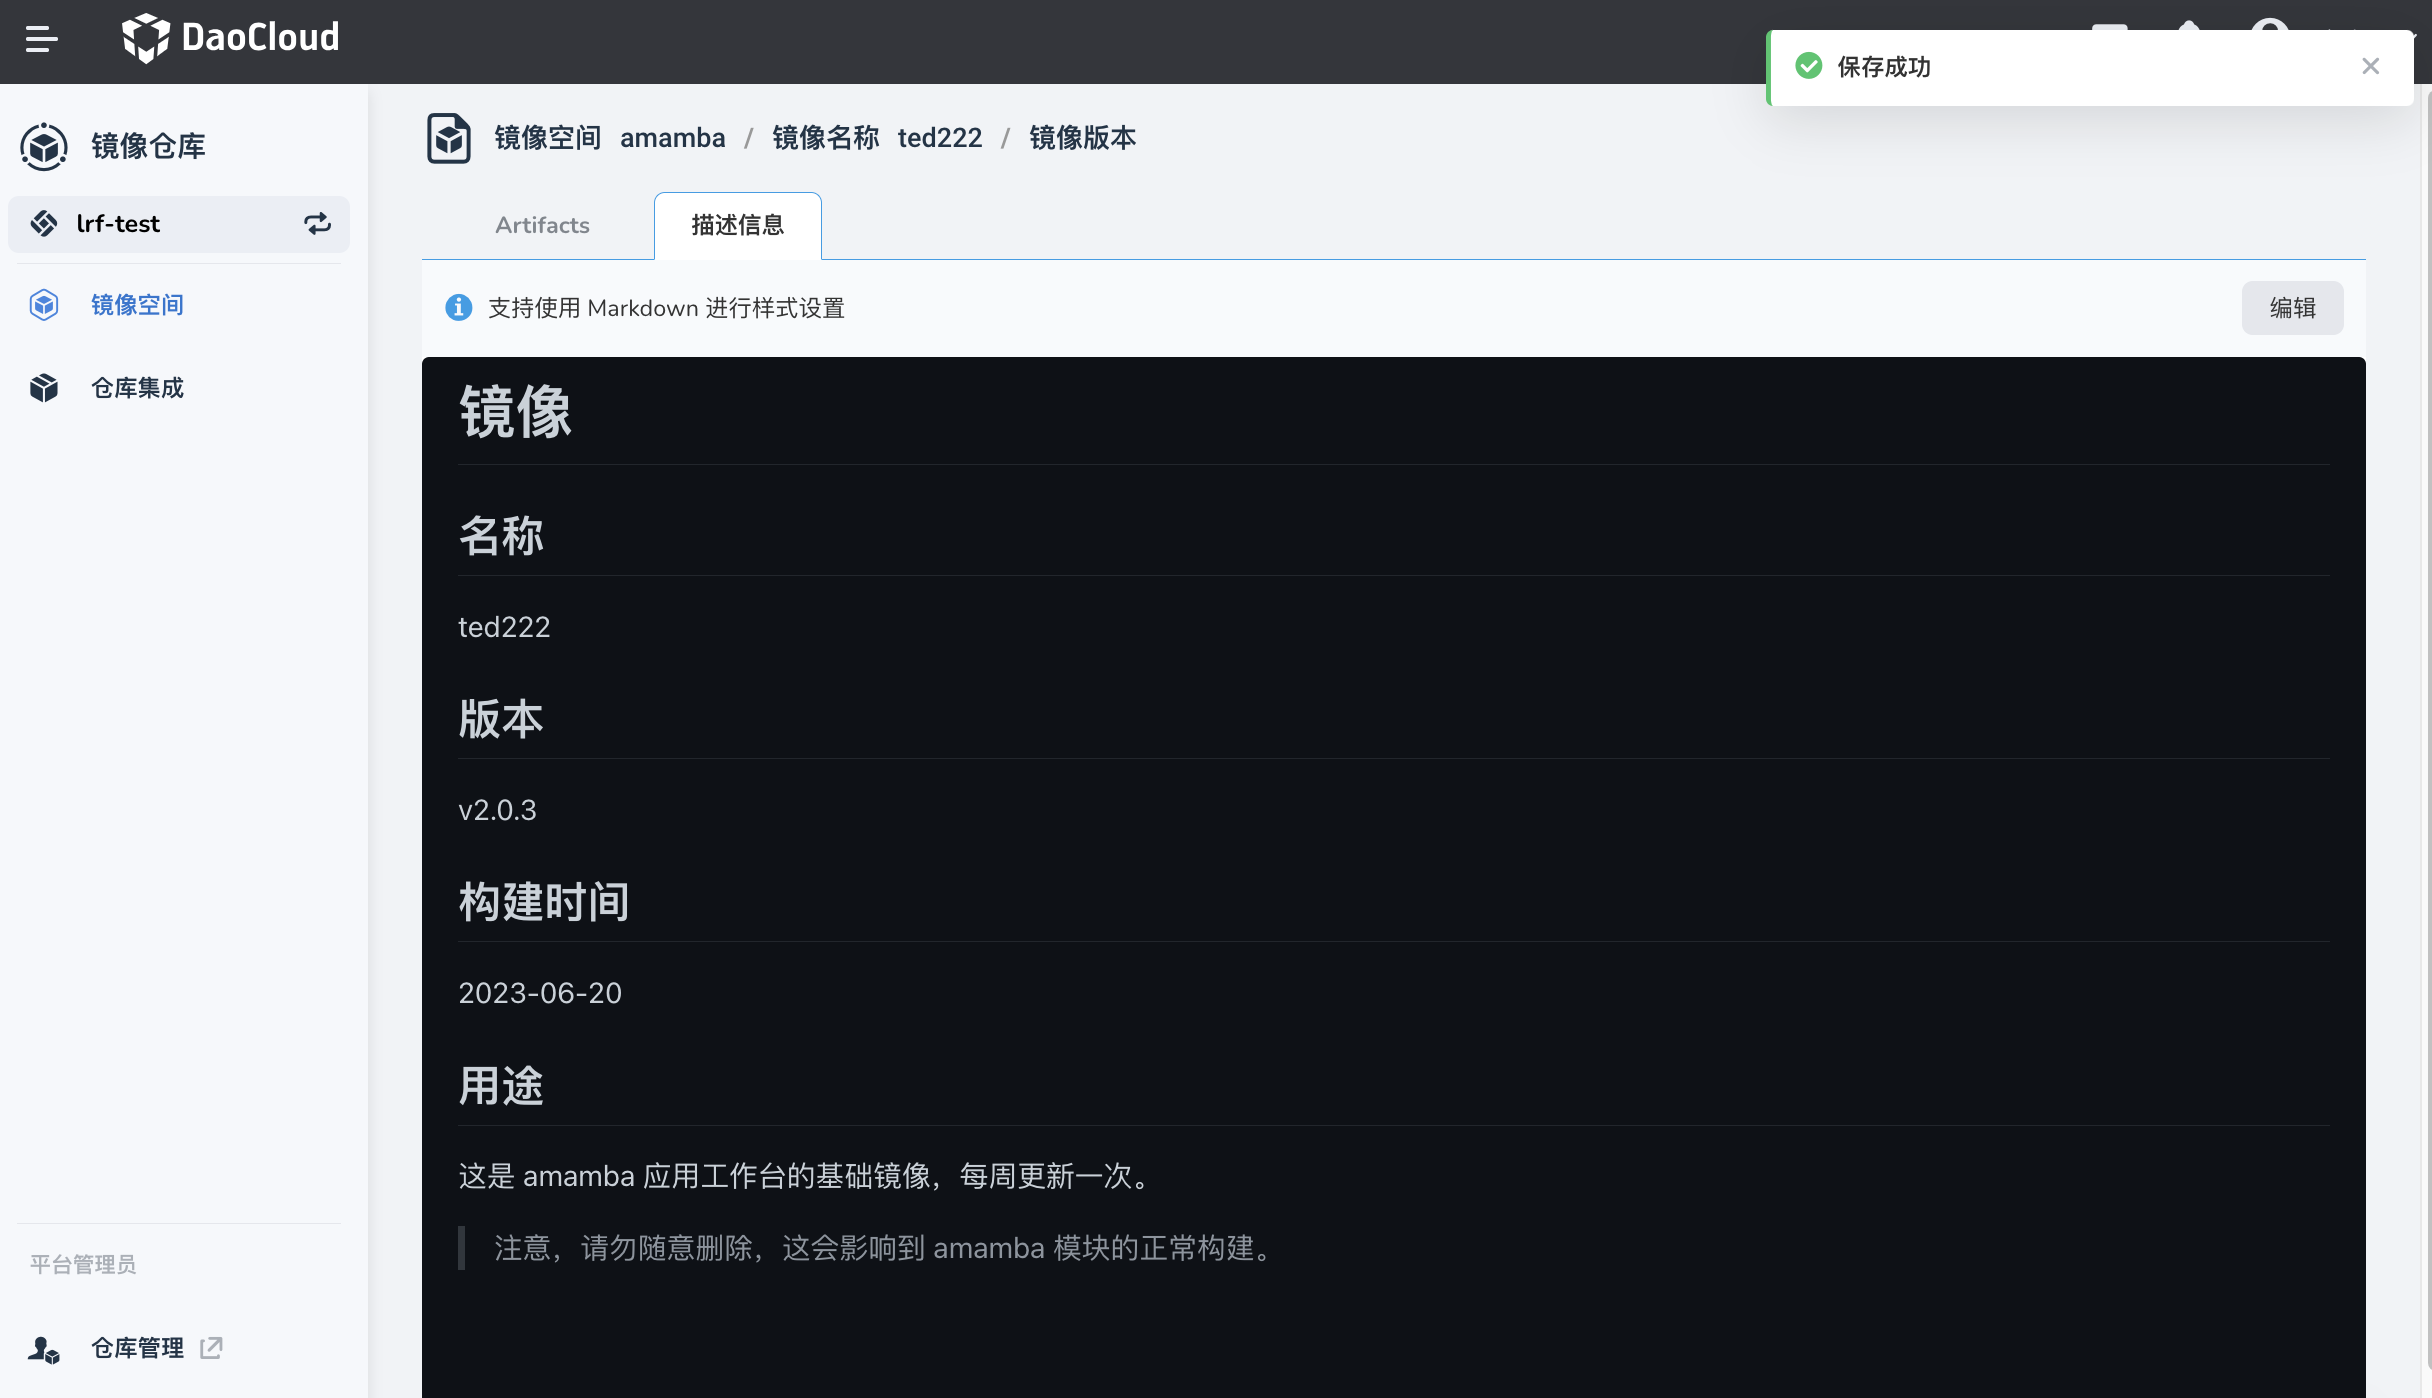 DaoCloud
保存成功
镜像仓库
lrf-test
镜像空间
仓库集成
平台管理员
仓库管理
镜像空间 amamba / 镜像名称 ted222 / 镜像版本
Artifacts
描述信息
支持使用 Markdown 进行样式设置
编辑
镜像
名称
ted222
版本
v2.0.3
构建时间
2023-06-20
用途
这是 amamba 应用工作台的基础镜像，每周更新一次。
注意，请勿随意删除，这会影响到 amamba 模块的正常构建。